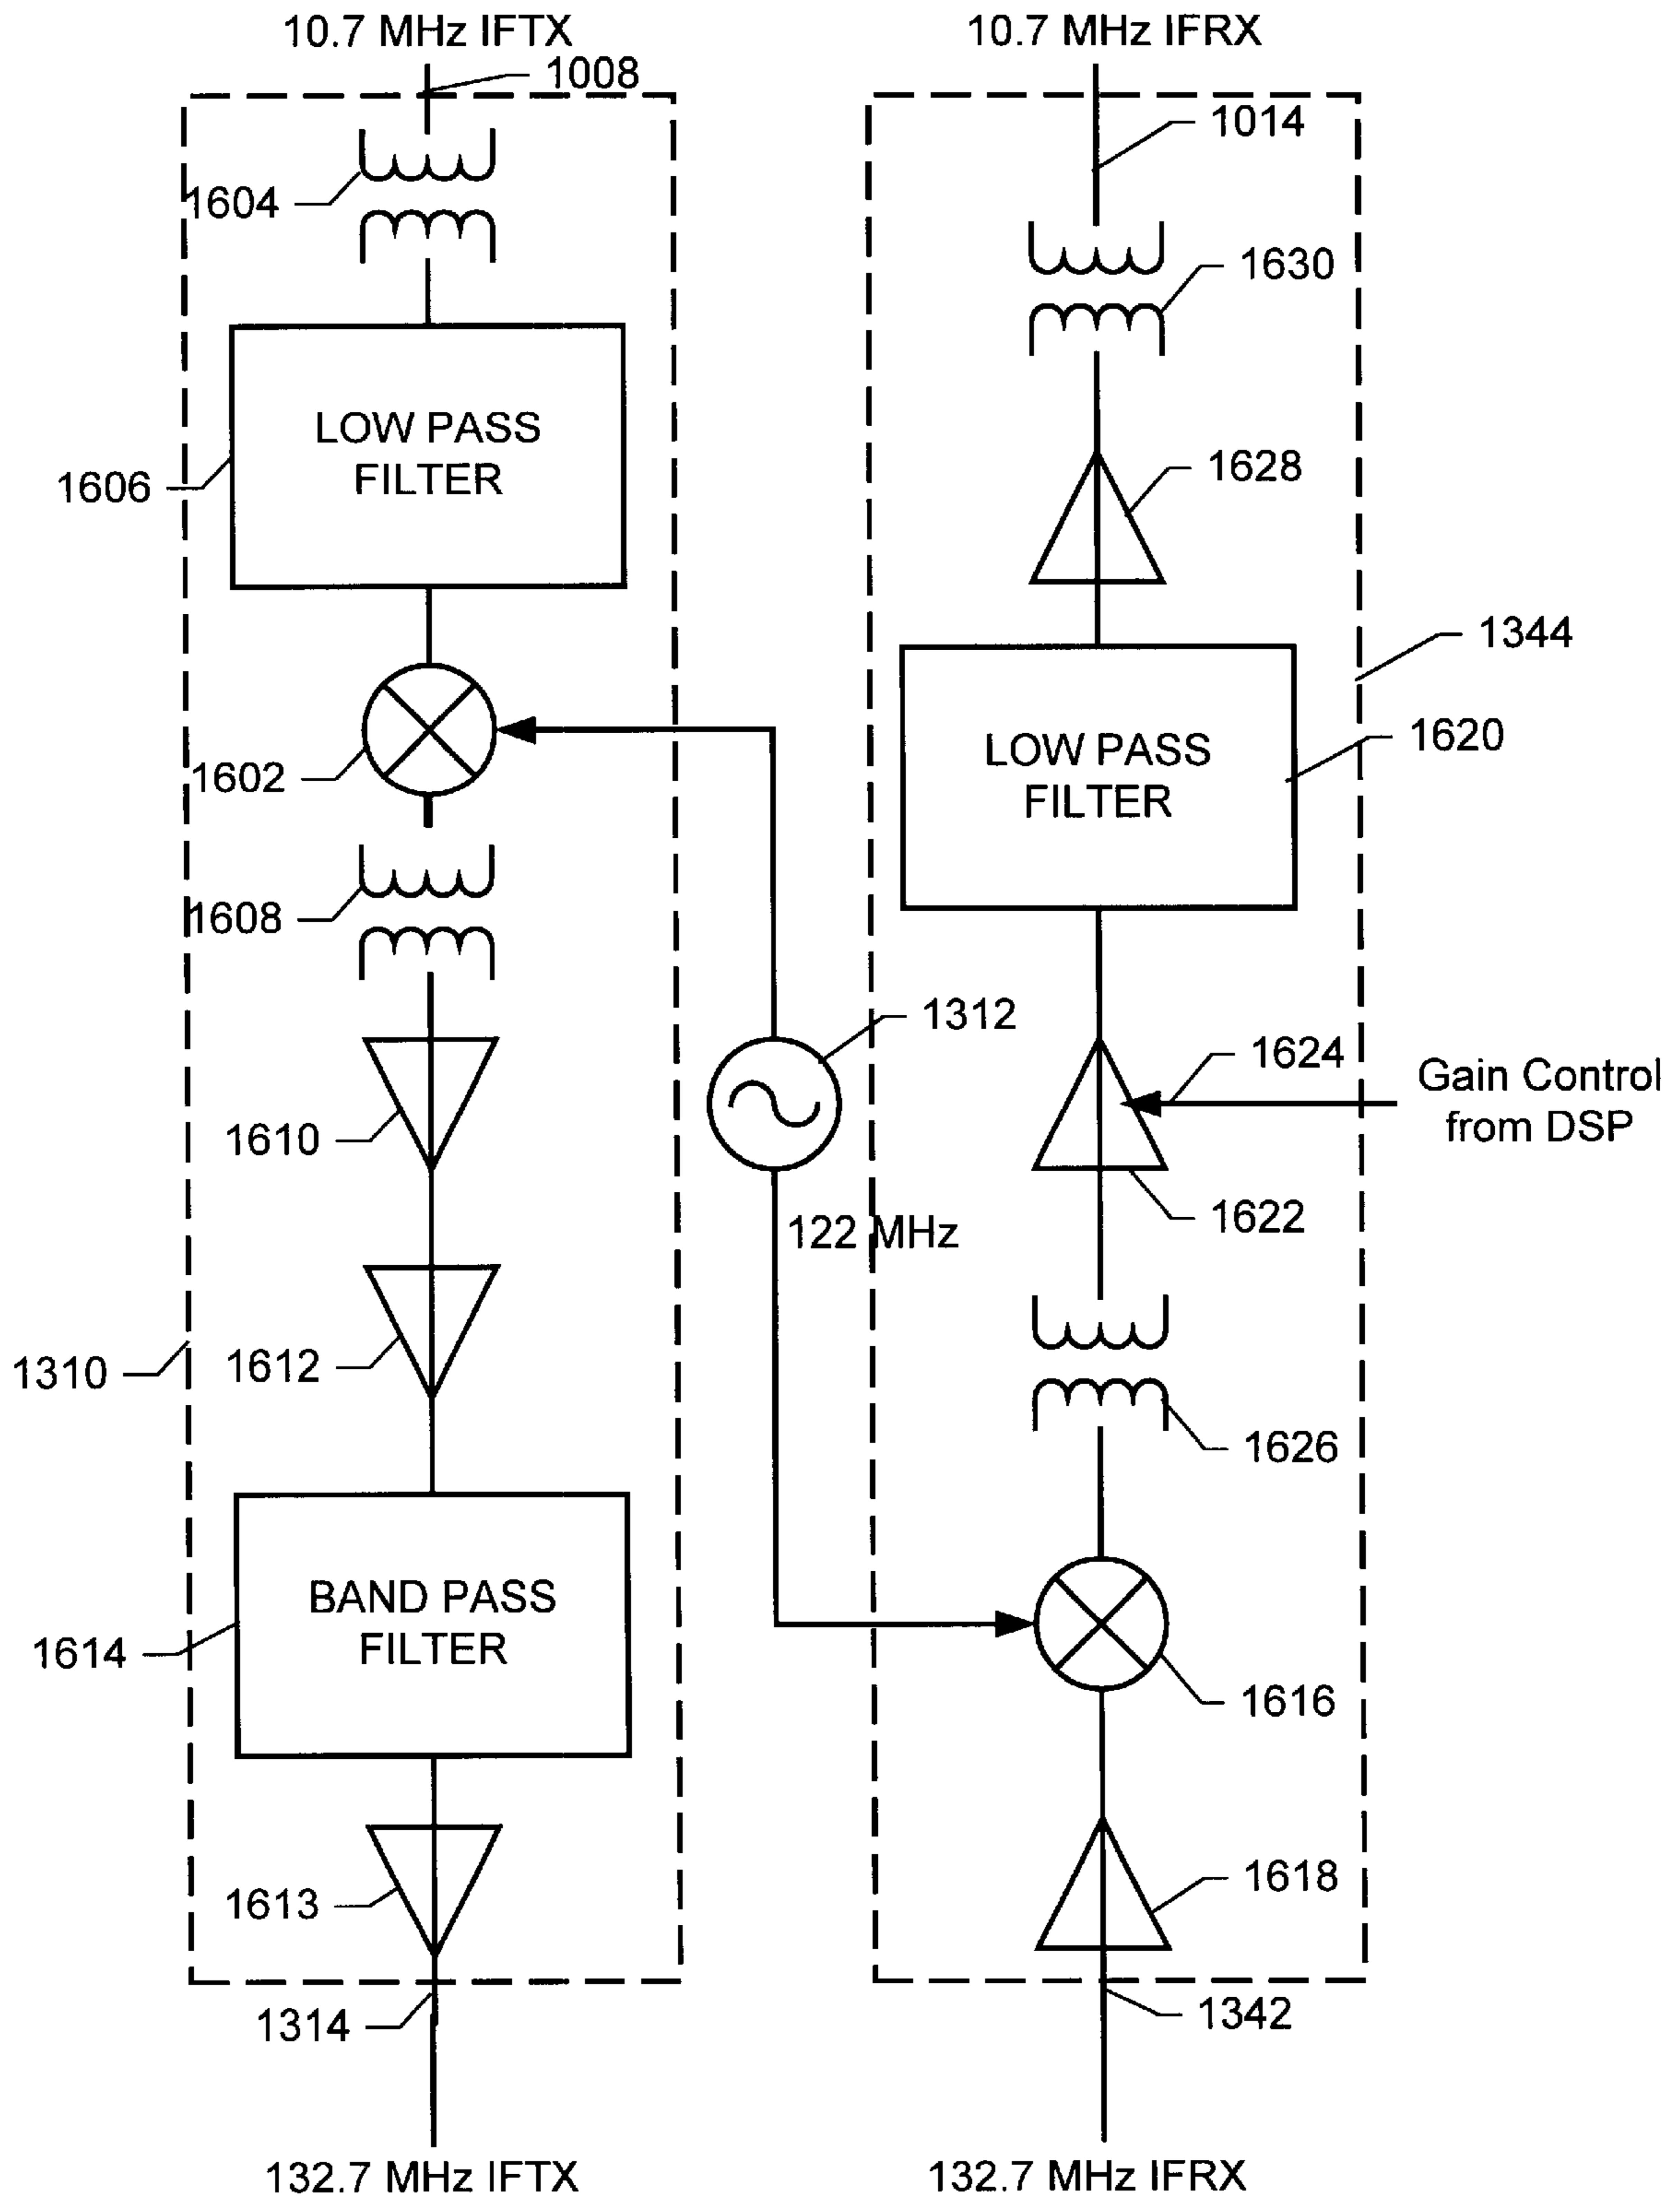 10.7 MHz IFTX
10.7 MHz IFRX
1008
1014
1604
1630
LOW PASS
FILTER
1606
1628
1344
LOW PASS
FILTER
1620
1602
1608
1312
1624
Gain Control
from DSP
1610
1622
122 MHz
1612
1310
1626
BAND PASS
FILTER
1614
1616
1613
1618
1314
1342
132.7 MHz IFTX
132.7 MHz IFRX